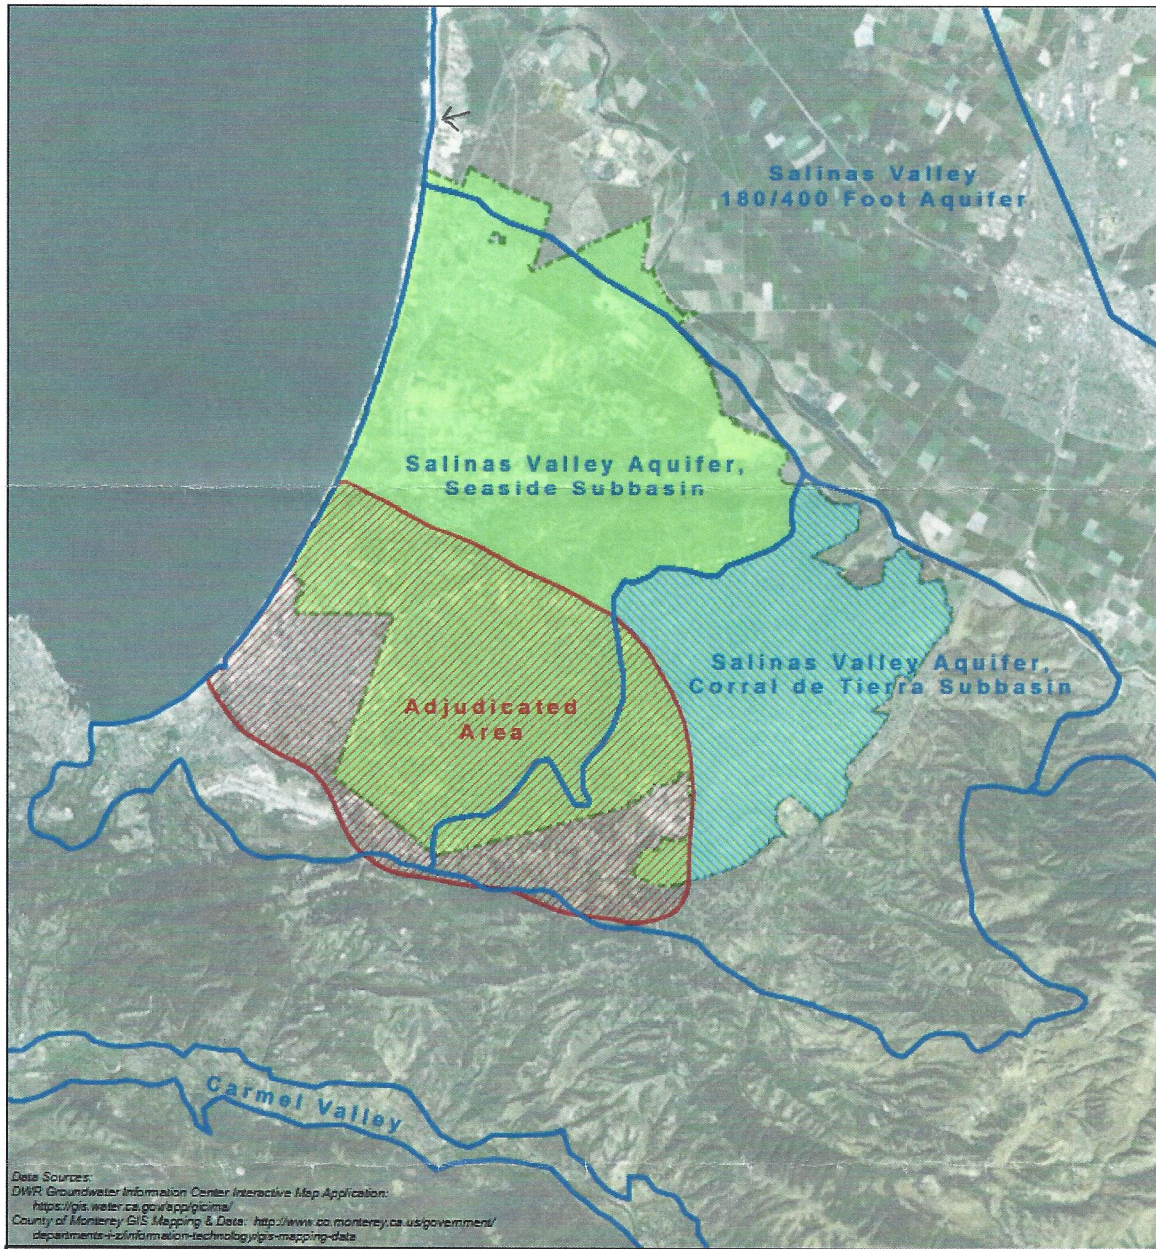 Salinas Valley
180/400 Foot Aquifer
Salinas Valley Aquifer,
Seaside Subbasin
Salinas Valley Aquifer,
Corral de Tierra Subbasin
Adjudicated
Area
Carmel Valley
Data Sources:
DWR Groundwater Information Center Interactive Map Application:
https://gis.water.ca.gov/app/gicima/
County of Monterey GIS Mapping & Data: http://www.co.monterey.ca.us/government/
departments-i-z/information-technology/gis-mapping-data